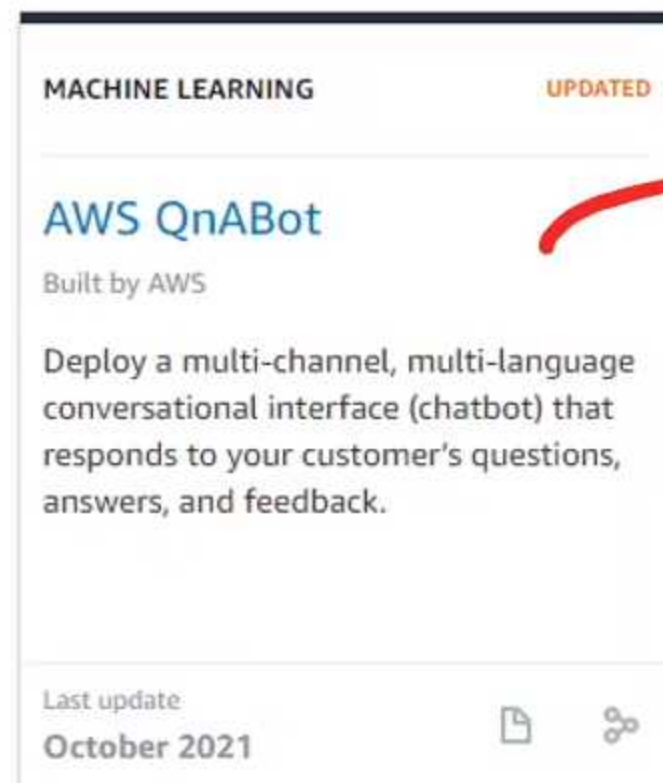 MACHINE LEARNING UPDATED
AWS QnABot
Built by AWS
Deploy a multi-channel, multi-language
conversational interface (chatbot) that
responds to your customer's questions,
answers, and feedback.
Last update
October 2021